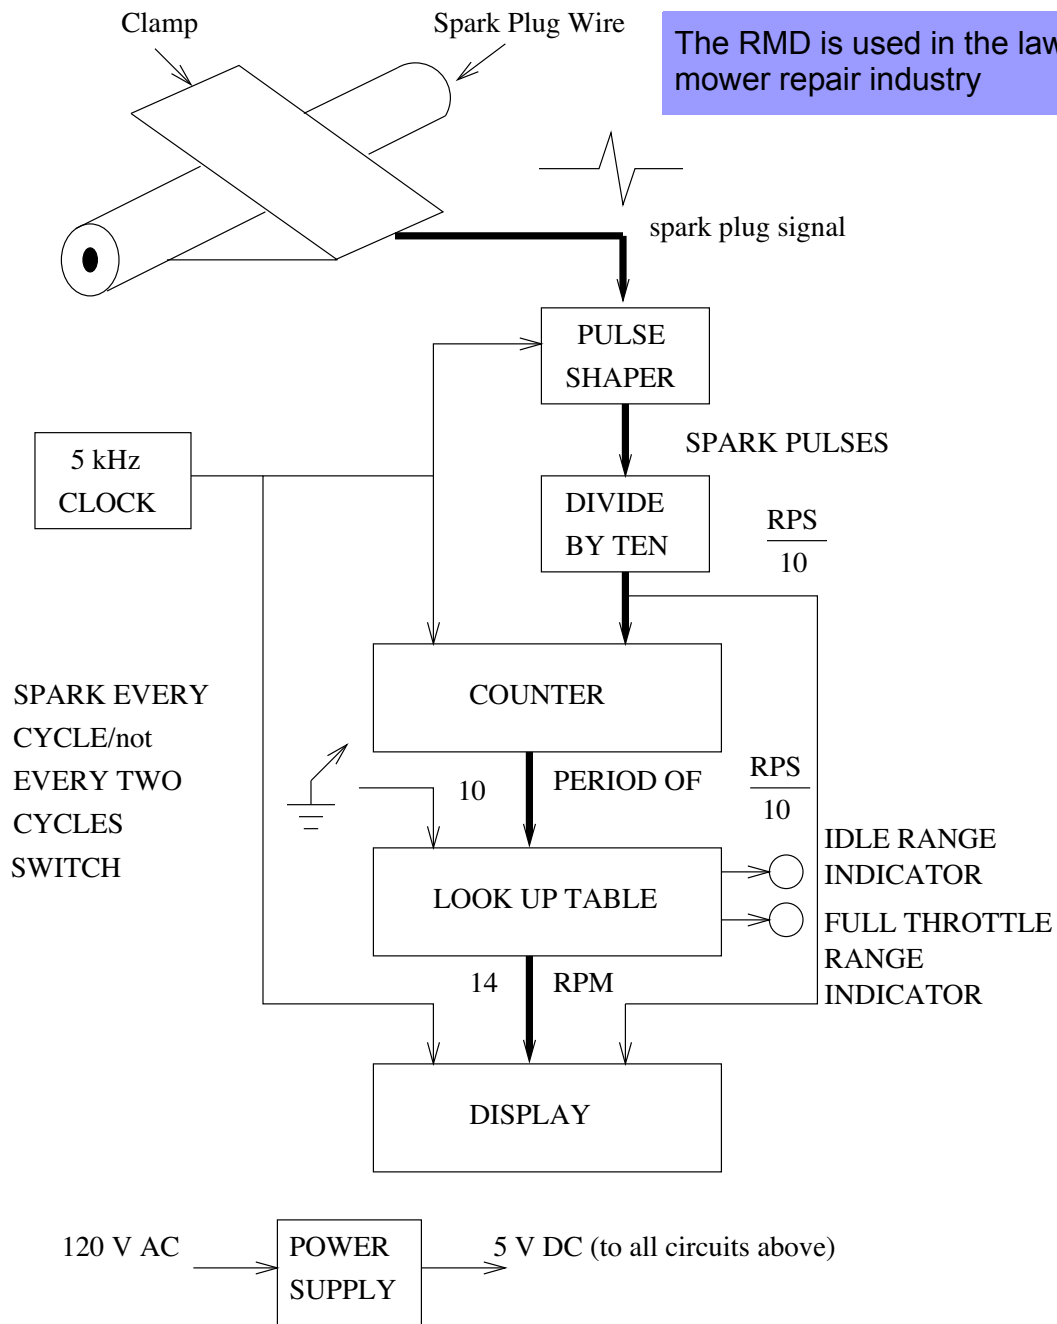 Clamp
Spark Plug Wire
The RMD is used in the law
mower repair industry
spark plug signal
PULSE
SHAPER
SPARK PULSES
5 kHz
CLOCK
DIVIDE
BY TEN
RPS
10
COUNTER
SPARK EVERY
CYCLE/not
EVERY TWO
CYCLES
SWITCH
10
PERIOD OF
RPS
10
LOOK UP TABLE
IDLE RANGE
INDICATOR
FULL THROTTLE
RANGE
INDICATOR
14
RPM
DISPLAY
120 V AC
POWER
SUPPLY
5 V DC (to all circuits above)